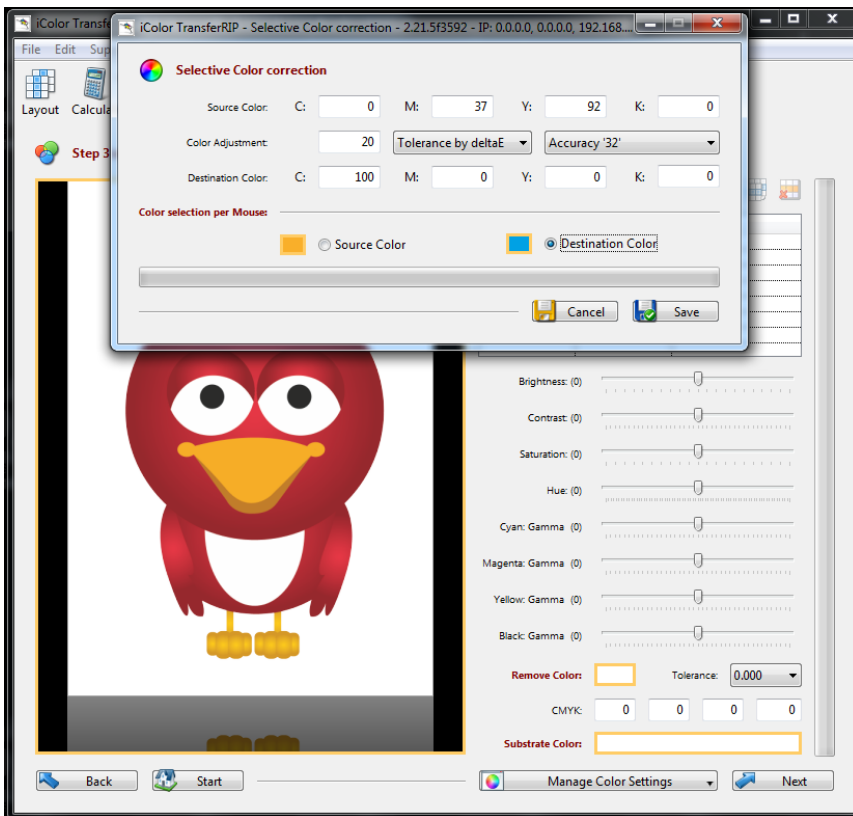 iColor Transfe
iColor TransferRIP - Selective Color correction - 2.21.5f3592 - IP: 0.0.0.0, 0.0.0.0, 192.168....
File Edit Sup
Selective Color correction
Layout Calcula
Source Color: C: 0 M: 37 Y: 92 K: 0
Color Adjustment: 20 Tolerance by deltaE Accuracy '32'
Step 3
Destination Color: C: 100 M: 0 Y: 0 K: 0
Color selection per Mouse:
Source Color Destination Color
Cancel Save
Brightness: (0)
Contrast: (0)
Saturation: (0)
Hue: (0)
Cyan: Gamma (0)
Magenta: Gamma (0)
Yellow: Gamma (0)
Black: Gamma (0)
Remove Color: Tolerance: 0.000
CMYK: 0 0 0 0
Substrate Color:
Back Start Manage Color Settings Next